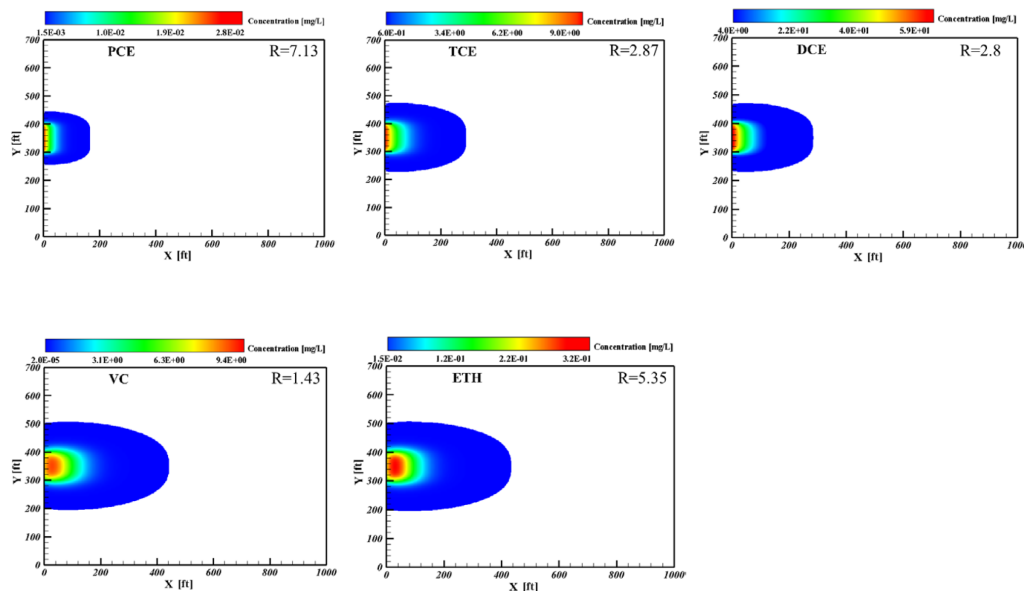 Concentration [mg/L]
1.5E-03 1.0E-02 1.9E-02 2.8E-02
PCE R=7.13
700
600
500
400
300
200
100
0
Y [ft]
0 200 400 600 800 1000
X [ft]
Concentration [mg/L]
6.0E-01 3.4E+00 6.2E+00 9.0E+00
TCE R=2.87
700
600
500
400
300
200
100
0
Y [ft]
0 200 400 600 800 1000
X [ft]
Concentration [mg/L]
4.0E+00 2.2E+01 4.0E+01 5.9E+01
DCE R=2.8
700
600
500
400
300
200
100
0
Y [ft]
0 200 400 600 800 1000
X [ft]
Concentration [mg/L]
2.0E-05 3.1E+00 6.3E+00 9.4E+00
VC R=1.43
700
600
500
400
300
200
100
0
Y [ft]
0 200 400 600 800 1000
X [ft]
Concentration [mg/L]
1.5E-02 1.2E-01 2.2E-01 3.2E-01
ETH R=5.35
700
600
500
400
300
200
100
0
Y [ft]
0 200 400 600 800 1000
X [ft]